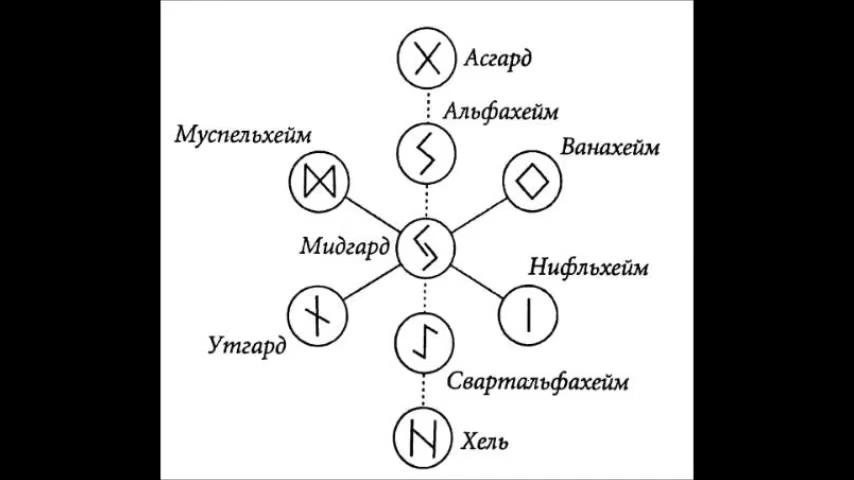 Асгард
Альфахейм
Муспельхейм
Ванахейм
Мидгард
Нифльхейм
Утгард
Свартальфахейм
Хель